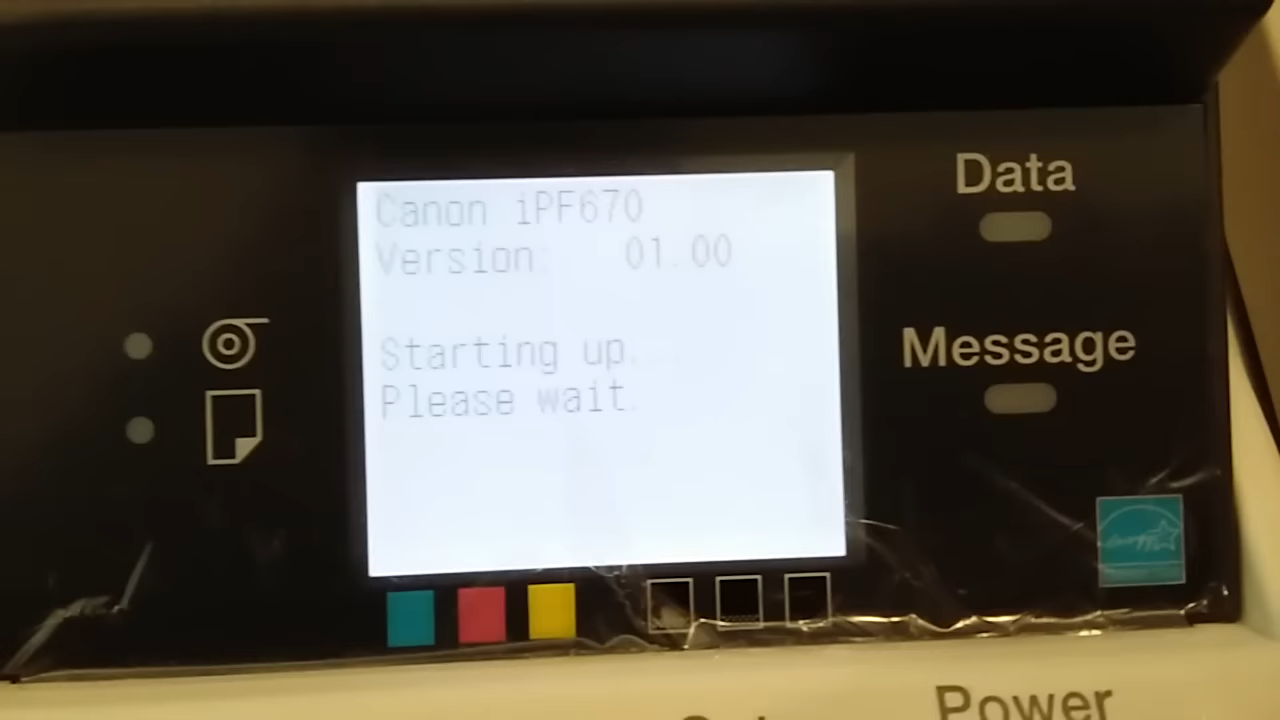 Canon iPF670
Version: 01.00
Starting up...
Please wait.
Data
Message
Power